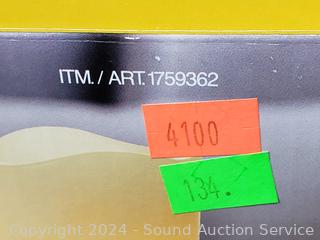 ITM. / ART. 1759362
4100
134.
Copyright © 2024 - Sound Auction Service